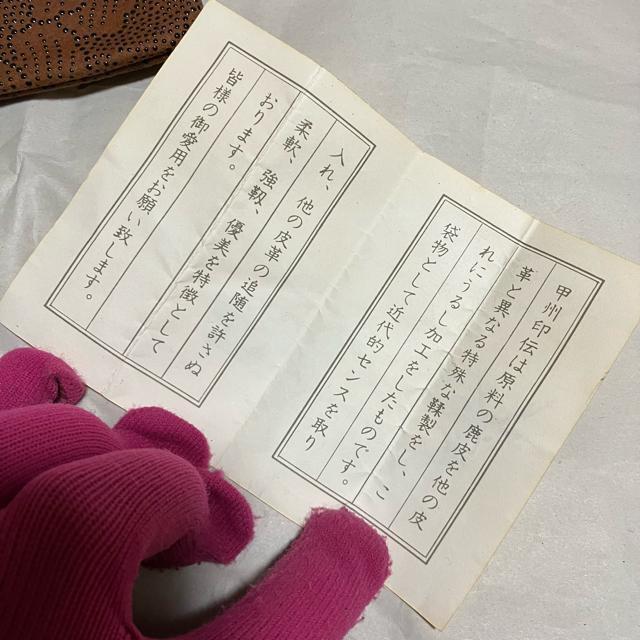 甲州印伝は原料の鹿皮を他の皮
革と異なる特殊な鞣製をし、こ
れにうるし加工をしたものです。
袋物として近代的センスを取り
入れ、他の皮革の追随を許さぬ
柔軟、強靱、優美を特徴として
おります。
皆様の御愛用をお願い致します。